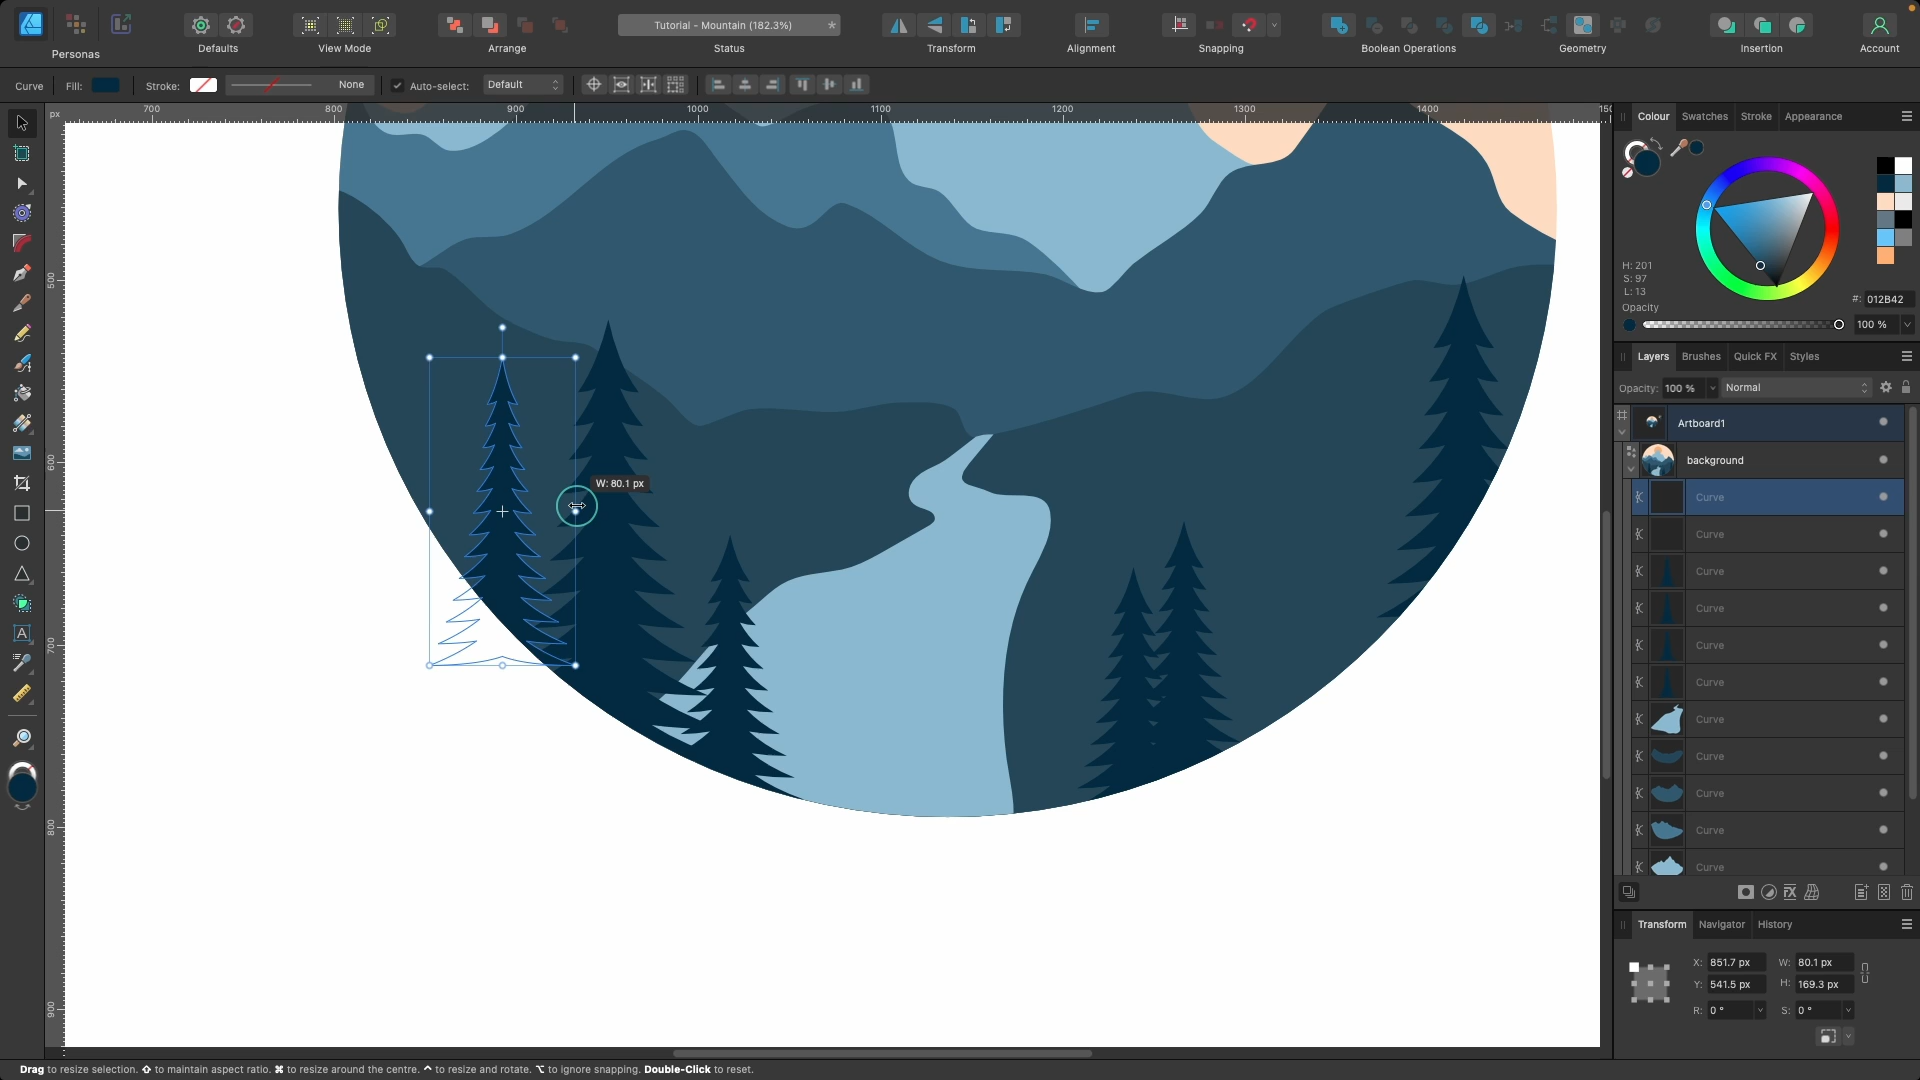 Personas
Defaults
View Mode
Arrange
Tutorial - Mountain (182.3%)
*
Status
Transform
Alignment
Snapping
Boolean Operations
Geometry
Insertion
Account
Curve
Fill:
Stroke:
None
Auto-select:
Default
px
700
800
900
1000
1100
1200
1300
1400
500
600
700
800
900
W: 80.1 px
Colour
Swatches
Stroke
Appearance
H: 201
S: 97
L: 13
#: 012B42
Opacity
100 %
Layers
Brushes
Quick FX
Styles
Opacity: 100 %
Normal
Artboard1
background
Curve
Curve
Curve
Curve
Curve
Curve
Curve
Curve
Curve
Curve
Curve
Transform
Navigator
History
X: 851.7 px
W: 80.1 px
Y: 541.5 px
H: 169.3 px
R: 0 °
S: 0 °
Drag to resize selection. ⇧ to maintain aspect ratio. ⌘ to resize around the centre. ^ to resize and rotate. ⌥ to ignore snapping. Double-Click to reset.